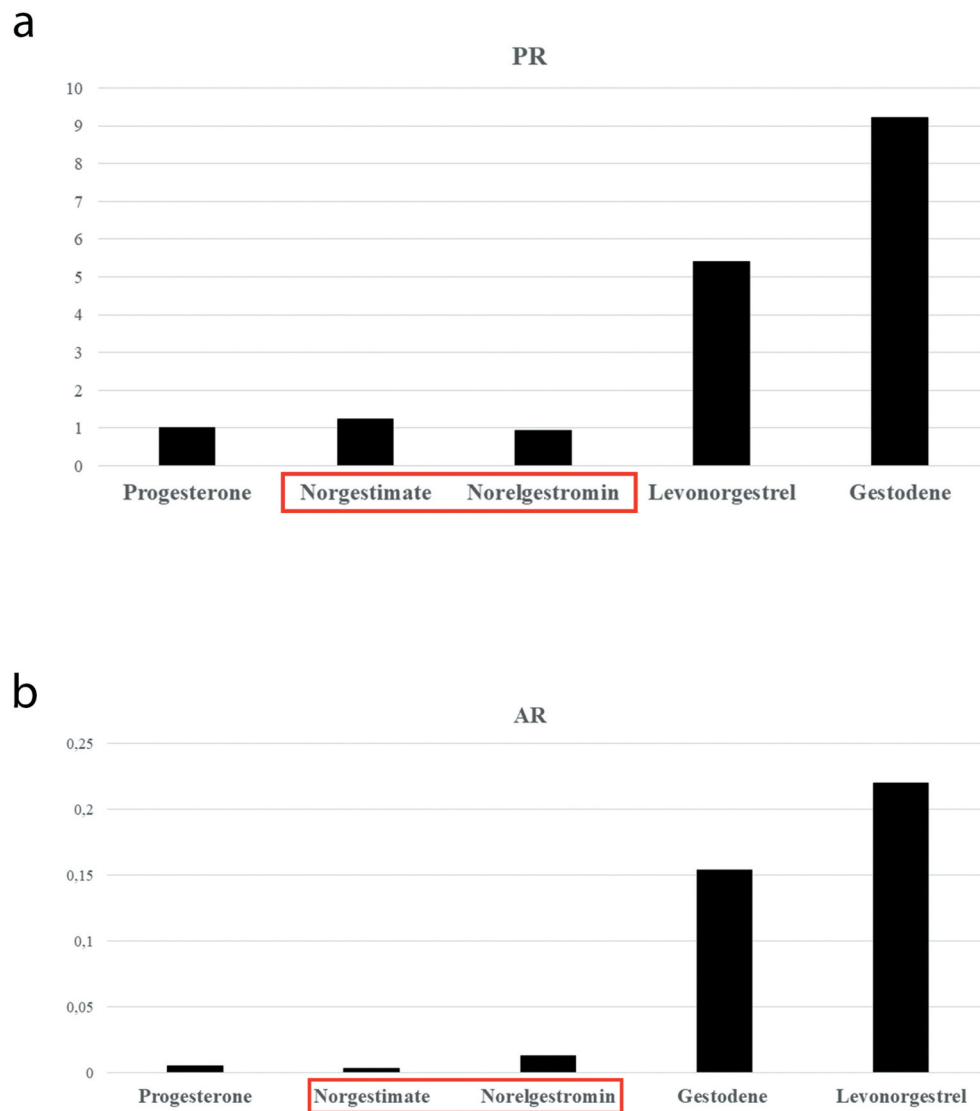 a
PR
10
9
8
7
6
5
4
3
2
1
0
Progesterone Norgestimate Norelgestromin Levonorgestrel Gestodene
b
AR
0,25
0,2
0,15
0,1
0,05
0
Progesterone Norgestimate Norelgestromin Gestodene Levonorgestrel